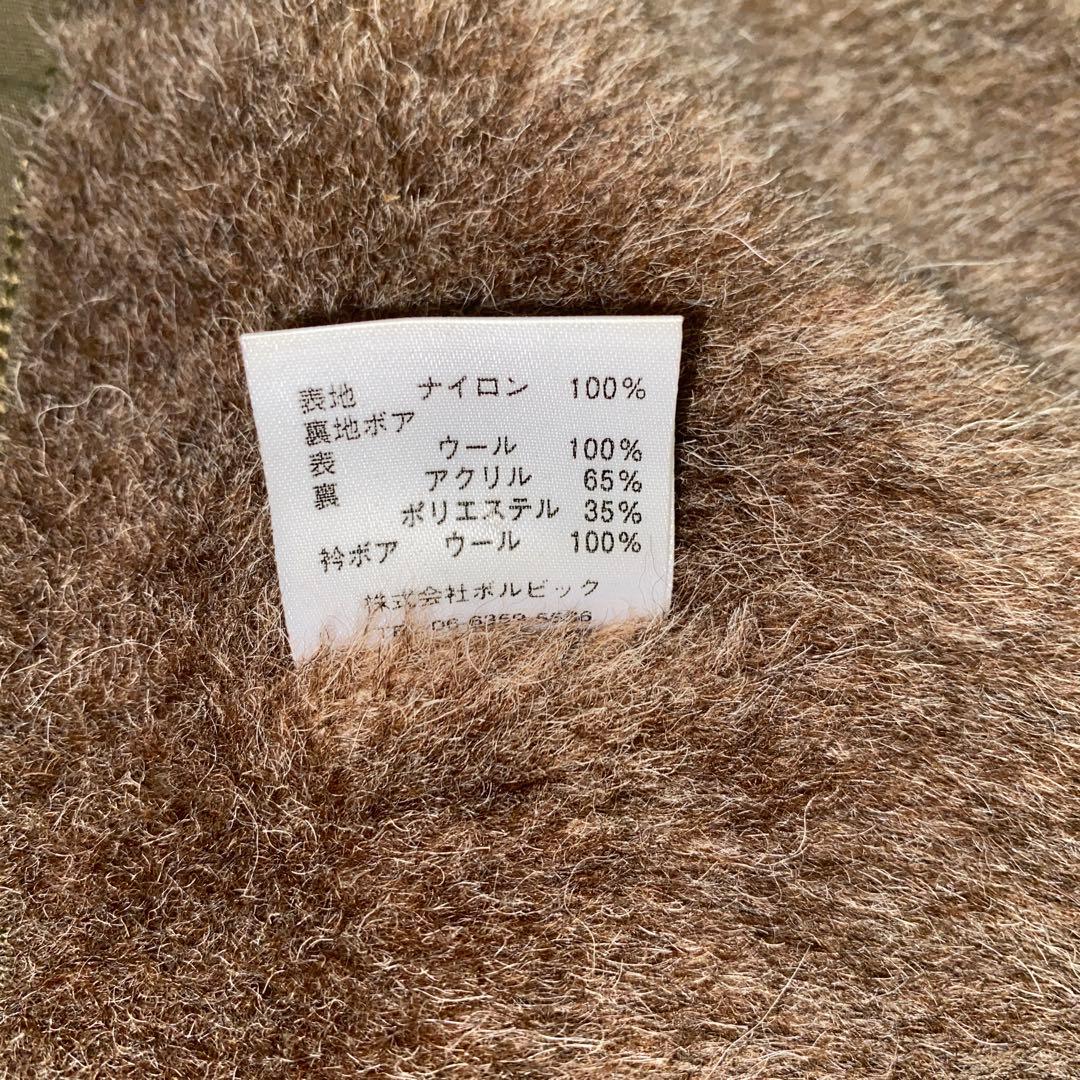 表地 ナイロン 100%
裏地ボア
表 ウール 100%
裏 アクリル 65%
ポリエステル 35%
衿ボア ウール 100%
株式会社ボルビック